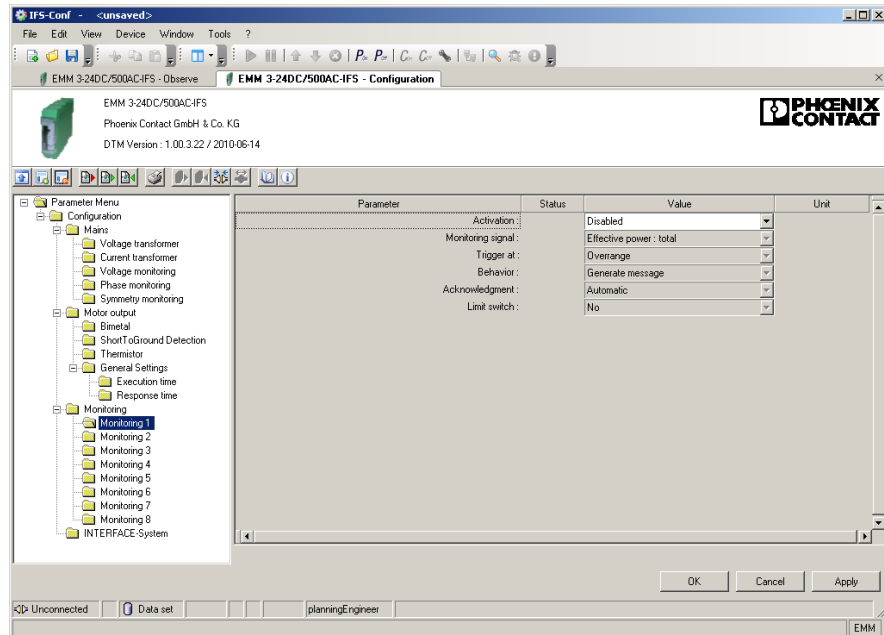 IFS-Conf - <unsaved>
File Edit View Device Window Tools ?
EMM 3-24DC/500AC-IFS - Observe EMM 3-24DC/500AC-IFS - Configuration
EMM 3-24DC/500AC-IFS
Phoenix Contact GmbH & Co. KG
DTM Version : 1.00.3.22 / 2010-06-14
PHŒNIX
CONTACT
Parameter Menu
Configuration
Mains
Voltage transformer
Current transformer
Voltage monitoring
Phase monitoring
Symmetry monitoring
Motor output
Bimetal
ShortToGround Detection
Thermistor
General Settings
Execution time
Response time
Monitoring
Monitoring 1
Monitoring 2
Monitoring 3
Monitoring 4
Monitoring 5
Monitoring 6
Monitoring 7
Monitoring 8
INTERFACE-System
Parameter Status Value Unit
Activation : Disabled
Monitoring signal : Effective power : total
Trigger at : Overrange
Behavior : Generate message
Acknowledgment : Automatic
Limit switch : No
OK Cancel Apply
Unconnected Data set planningEngineer
EMM